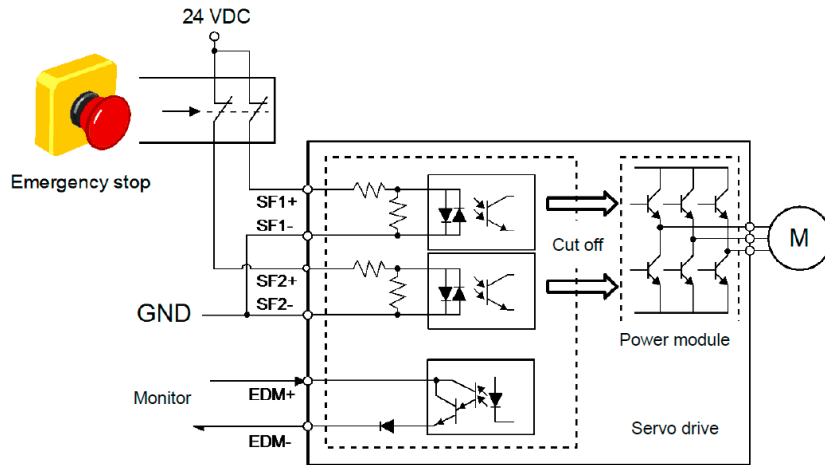 24 VDC
Emergency stop
SF1+
SF1-
SF2+
SF2-
GND
Cut off
M
Power module
Monitor
EDM+
EDM-
Servo drive